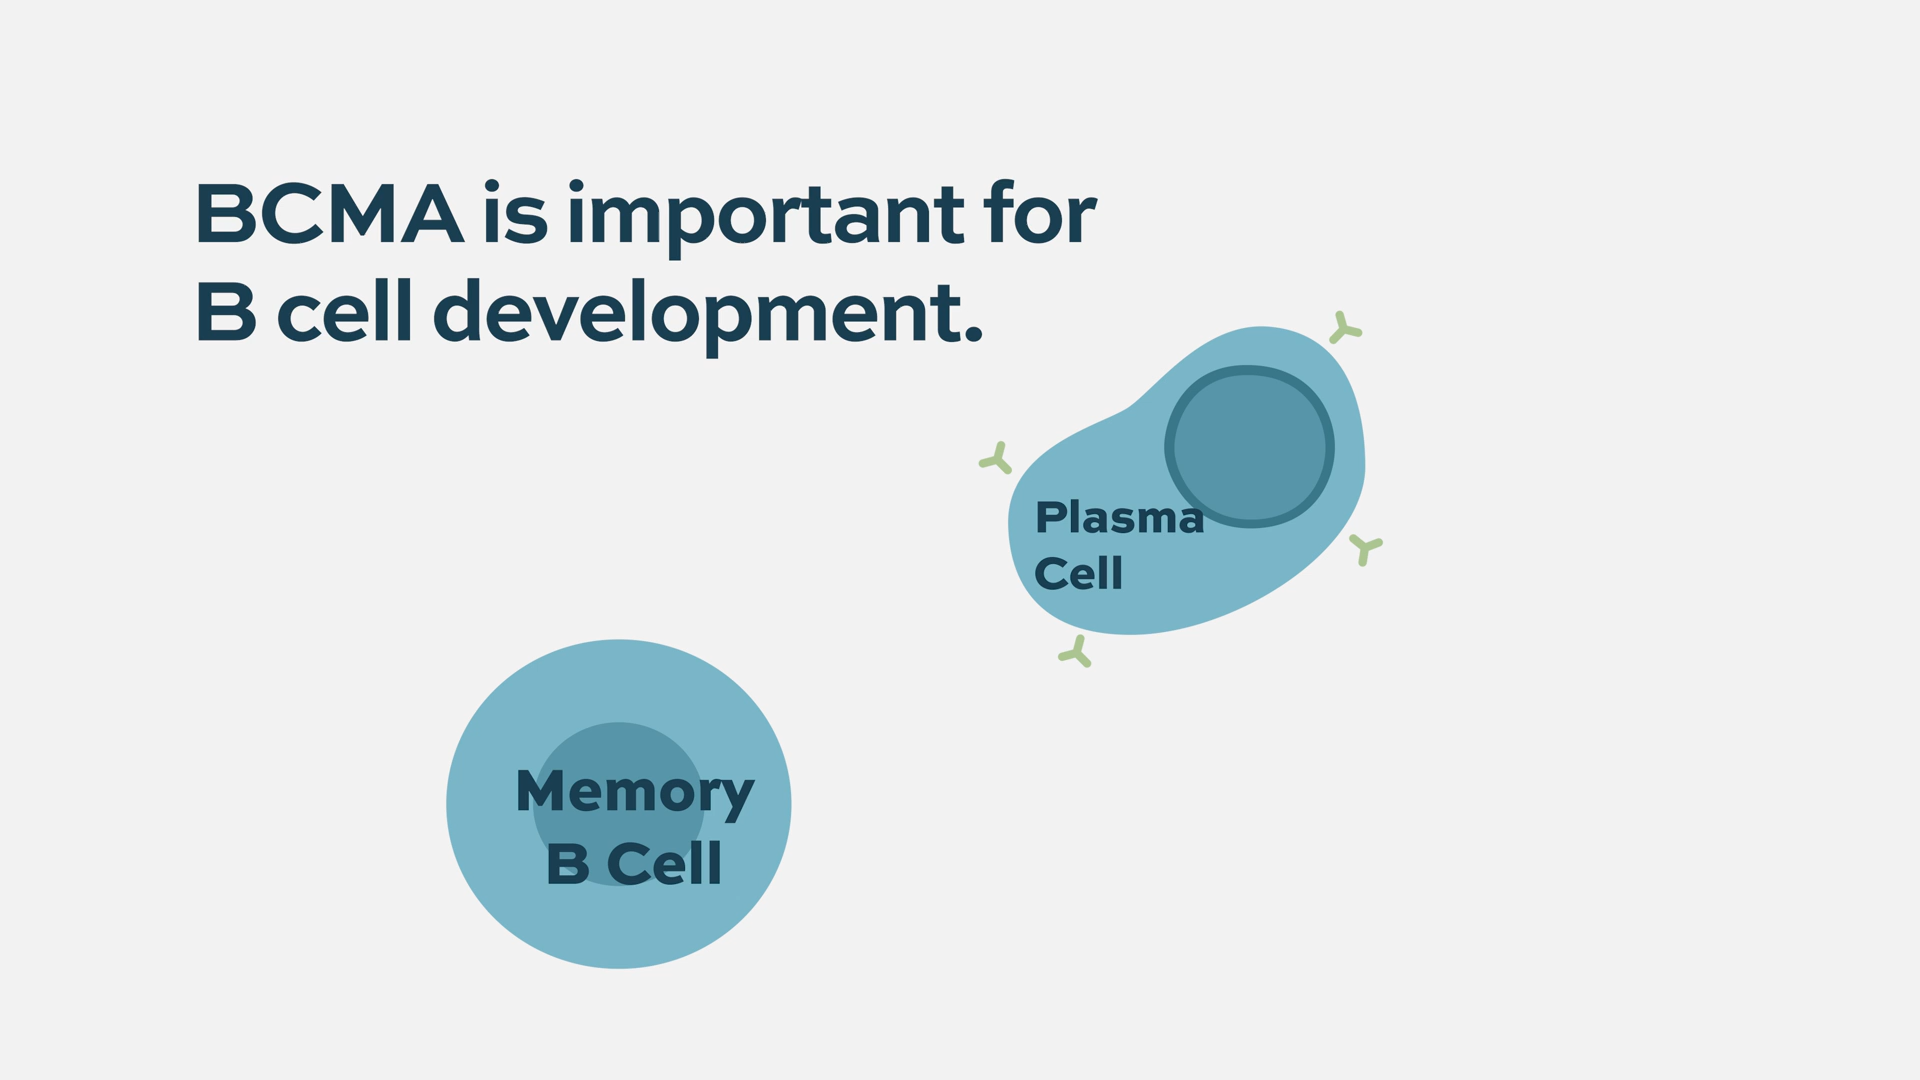 BCMA is important for
B cell development.
Plasma
Cell
Memory
B Cell